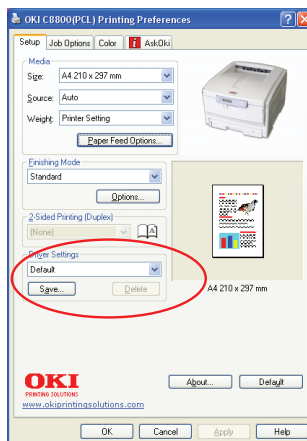 OKI C8800(PCL) Printing Preferences
Setup Job Options Color i AskOki
Media
Size: A4 210 x 297 mm
Source: Auto
Weight: Printer Setting
Paper Feed Options...
Finishing Mode
Standard
Options...
2-Sided Printing (Duplex)
(None)
A
Driver Settings
Default
Save... Delete
A4 210 x 297 mm
OKI
PRINTING SOLUTIONS
www.okiprintingsolutions.com
About... Default
OK Cancel Apply Help